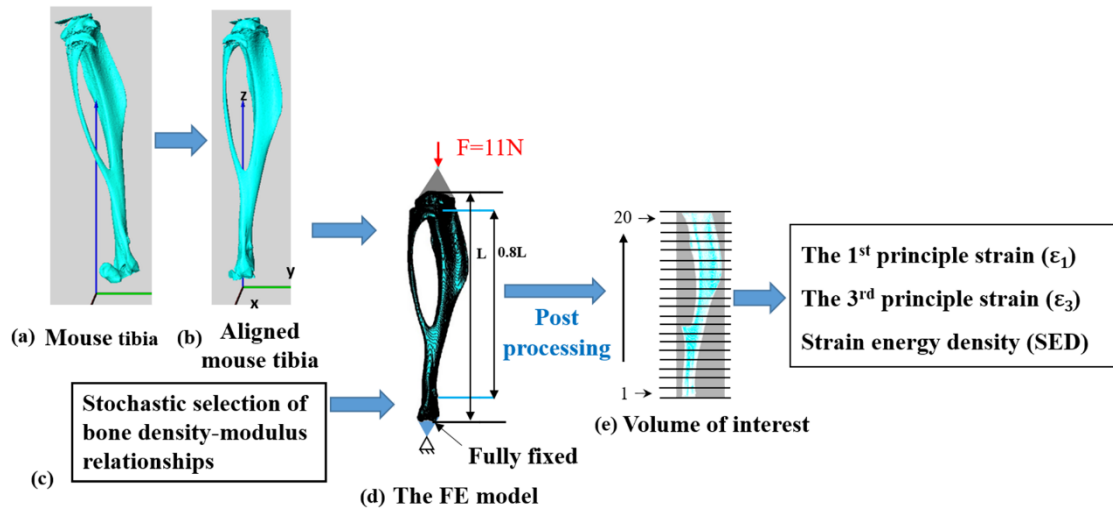 z
y
x
(a) Mouse tibia
(b) Aligned
mouse tibia
Stochastic selection of
bone density-modulus
relationships
(c)
F=11N
L
0.8L
Fully fixed
(d) The FE model
Post
processing
20
1
(e) Volume of interest
The 1st principle strain (ε1)
The 3rd principle strain (ε3)
Strain energy density (SED)